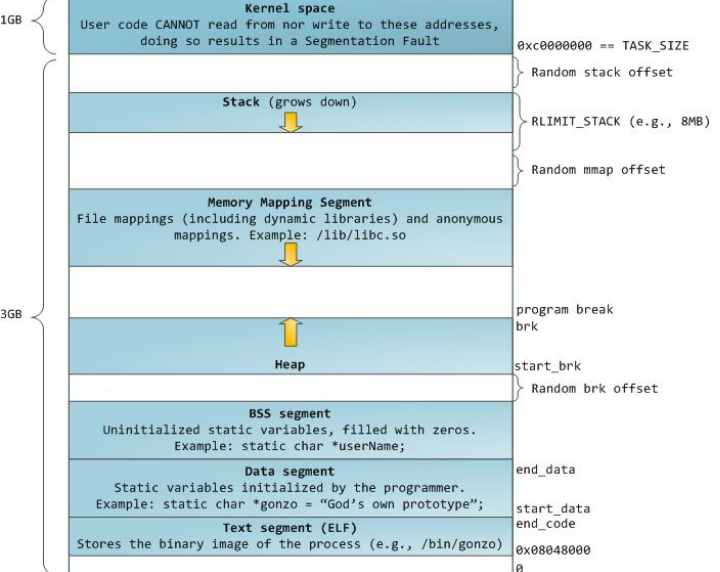 1GB
Kernel space
User code CANNOT read from nor write to these addresses,
doing so results in a Segmentation Fault
0xc0000000 == TASK_SIZE
Random stack offset
Stack (grows down)
RLIMIT_STACK (e.g., 8MB)
Random mmap offset
Memory Mapping Segment
File mappings (including dynamic libraries) and anonymous
mappings. Example: /lib/libc.so
3GB
program break
brk
Heap
start_brk
Random brk offset
BSS segment
Uninitialized static variables, filled with zeros.
Example: static char *userName;
end_data
Data segment
Static variables initialized by the programmer.
Example: static char *gonzo = “God’s own prototype”;
start_data
end_code
Text segment (ELF)
Stores the binary image of the process (e.g., /bin/gonzo)
0x08048000
0